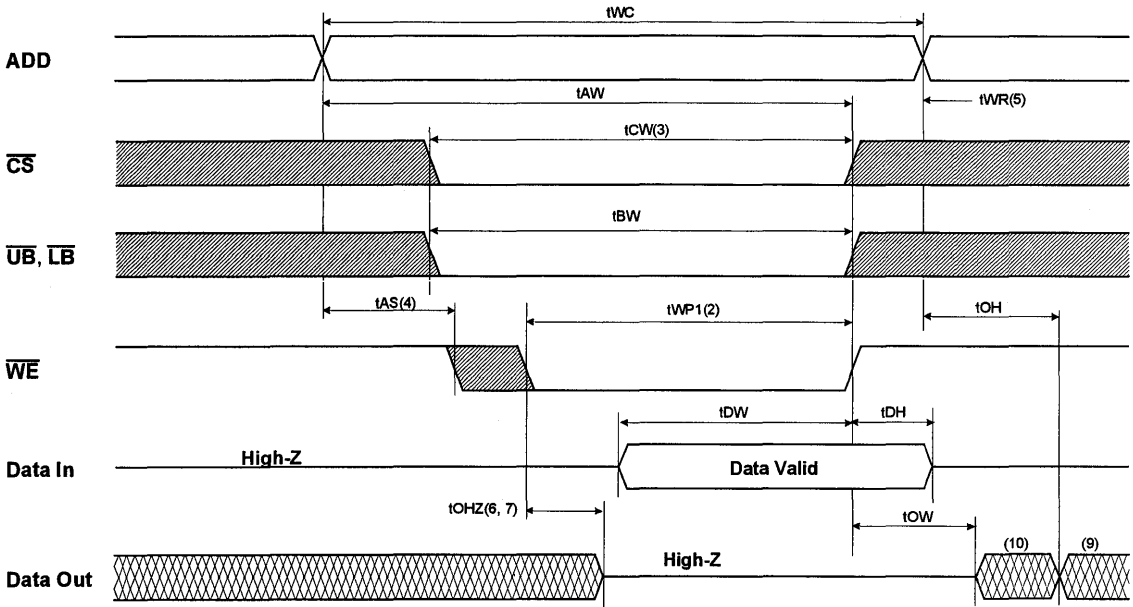 tWC
ADD
tAW
tWR(5)
tCW(3)
CS
tBW
UB, LB
tAS(4)
tWP1(2)
tOH
WE
tDW
tDH
High-Z
Data In
Data Valid
tOHZ(6, 7)
tOW
High-Z
(10)
(9)
Data Out